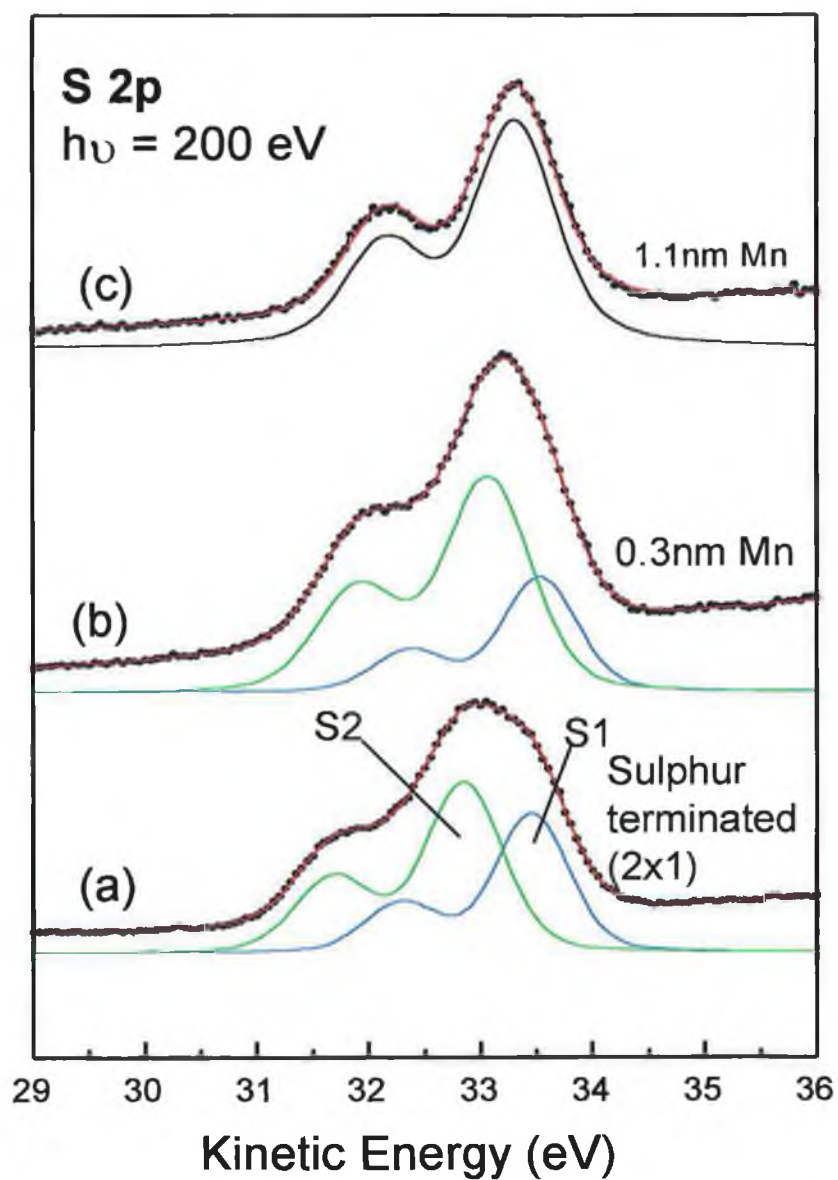 S 2p
hυ = 200 eV
1.1nm Mn
(c)
0.3nm Mn
(b)
S2
S1
Sulphur
terminated
(2x1)
(a)
29 30 31 32 33 34 35 36
Kinetic Energy (eV)